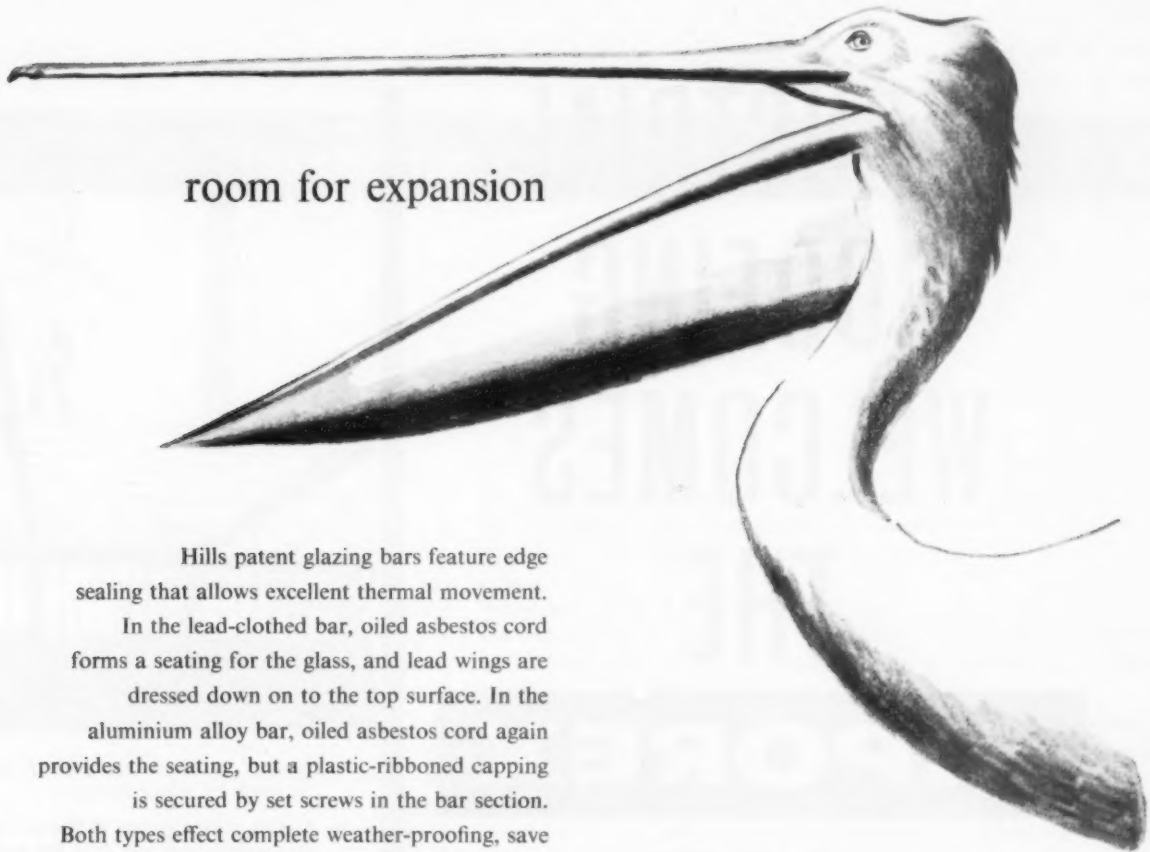 room for expansion
Hills patent glazing bars feature edge
sealing that allows excellent thermal movement.
In the lead-clothed bar, oiled asbestos cord
forms a seating for the glass, and lead wings are
dressed down on to the top surface. In the
aluminium alloy bar, oiled asbestos cord again
provides the seating, but a plastic-ribboned capping
is secured by set screws in the bar section.
Both types effect complete weather-proofing, save